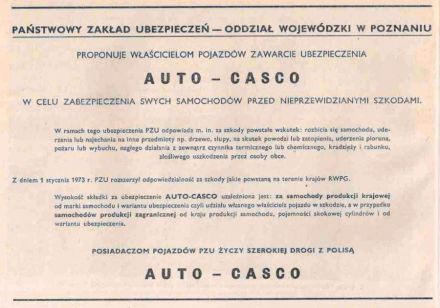 PAŃSTWOWY ZAKŁAD UBEZPIECZEŃ — ODDZIAŁ WOJEWÓDZKI W POZNANIU
PROPONUJE WŁAŚCICIELOM POJAZDÓW ZAWARCIE UBEZPIECZENIA
AUTO - CASCO
W CELU ZABEZPIECZENIA SWYCH SAMOCHODÓW PRZED NIEPRZEWIDZIANYMI SZKODAMI.
W ramach tego ubezpieczenia PZU odpowiada m. in. za szkody powstałe wskutek: rozbicia się samochodu, ude-
rzenia lub najechania na inne przedmioty np. drzewo, słupy, na skutek powodzi lub zatopienia, uderzenia pioruna,
pożaru lub wybuchu, nagłego działania z zewnątrz czynnika termicznego lub chemicznego, kradzieży i rabunku,
złośliwego uszkodzenia przez osoby obce.
Z dniem 1 stycznia 1973 r. PZU rozszerzył odpowiedzialność za szkody jakie powstaną na terenie krajów RWPG.
Wysokość składki za ubezpieczenie AUTO-CASCO uzależniona jest: za samochody produkcji krajowej
od marki samochodu i wariantu ubezpieczenia czyli udziału własnego właściciela pojazdu w szkodzie, a w przypadku
samochodów produkcji zagranicznej od kraju produkcji samochodu, pojemności skokowej cylindrów i od
wariantu ubezpieczenia.
POSIADACZOM POJAZDÓW PZU ŻYCZY SZEROKIEJ DROGI Z POLISĄ
AUTO - CASCO